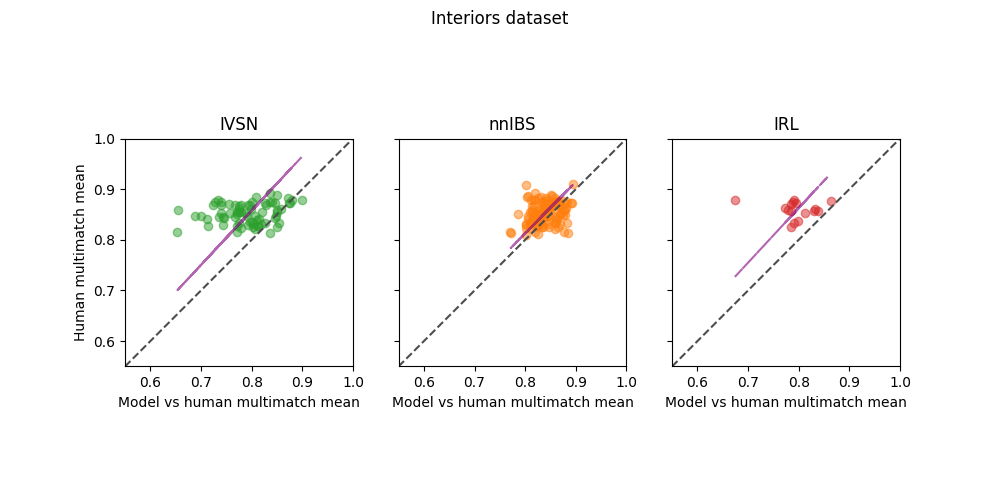 Interiors dataset
IVSN
nnIBS
IRL
Human multimatch mean
1.0
0.9
0.8
0.7
0.6
0.6 0.7 0.8 0.9 1.0
0.6 0.7 0.8 0.9 1.0
0.6 0.7 0.8 0.9 1.0
Model vs human multimatch mean
Model vs human multimatch mean
Model vs human multimatch mean